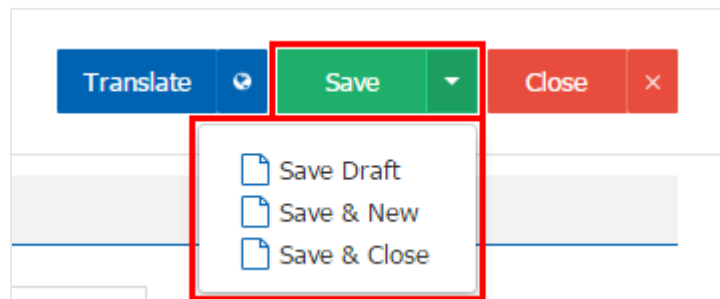 Translate Save Close ×
Save Draft
Save & New
Save & Close